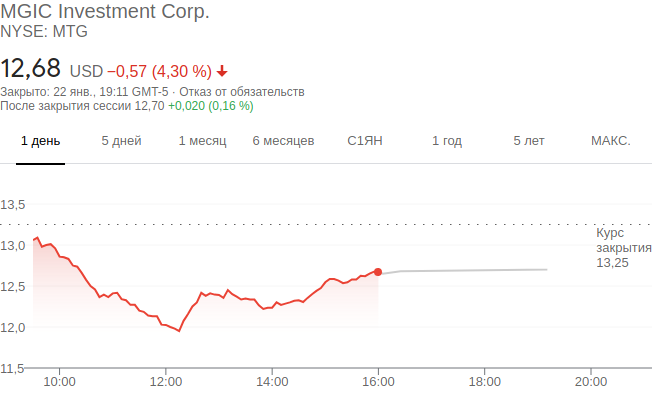 MGIC Investment Corp.
NYSE: MTG
12,68 USD −0,57 (4,30 %)
Закрыто: 22 янв., 19:11 GMT-5 · Отказ от обязательств
После закрытия сессии 12,70 +0,020 (0,16 %)
1 день 5 дней 1 месяц 6 месяцев С1ЯН 1 год 5 лет МАКС.
13,5
Курс
закрытия
13,25
13,0
12,5
12,0
11,5
10:00 12:00 14:00 16:00 18:00 20:00